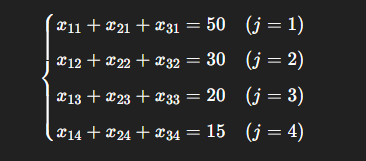 x₁₁ + x₂₁ + x₃₁ = 50 (j = 1)
x₁₂ + x₂₂ + x₃₂ = 30 (j = 2)
x₁₃ + x₂₃ + x₃₃ = 20 (j = 3)
x₁₄ + x₂₄ + x₃₄ = 15 (j = 4)